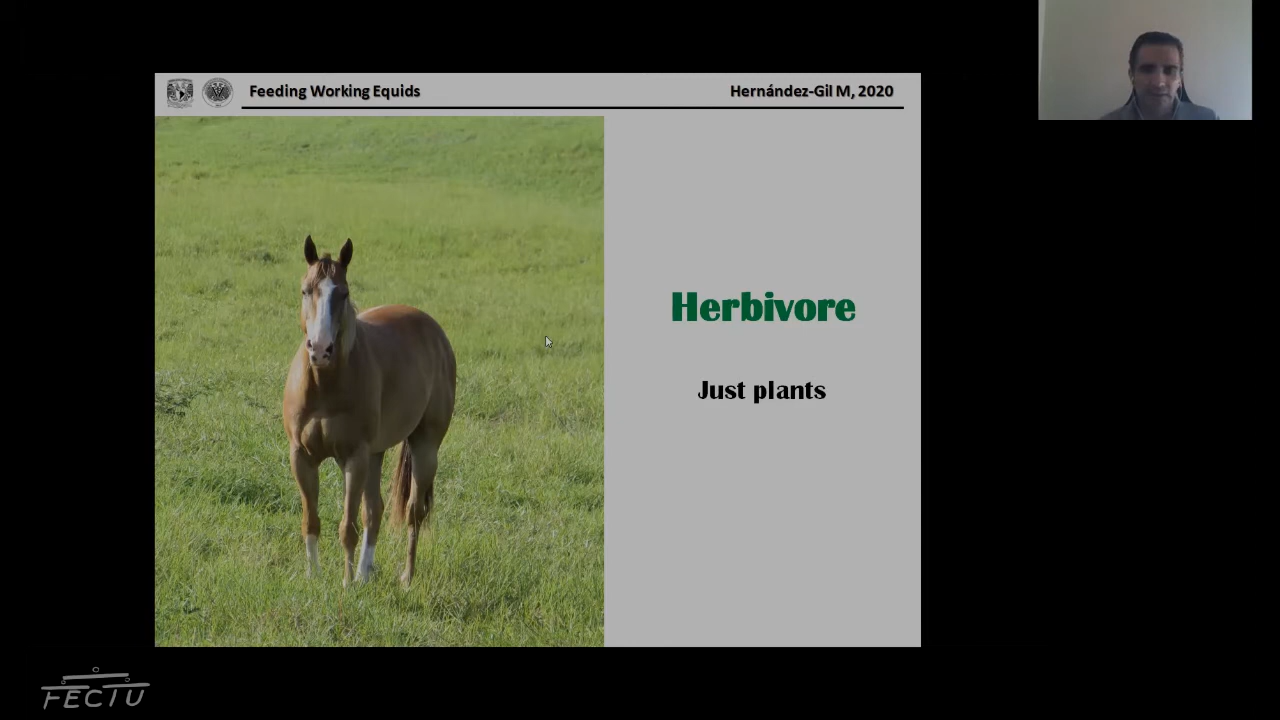 Feeding Working Equids
Hernández-Gil M, 2020
Herbivore
Just plants
FECTU